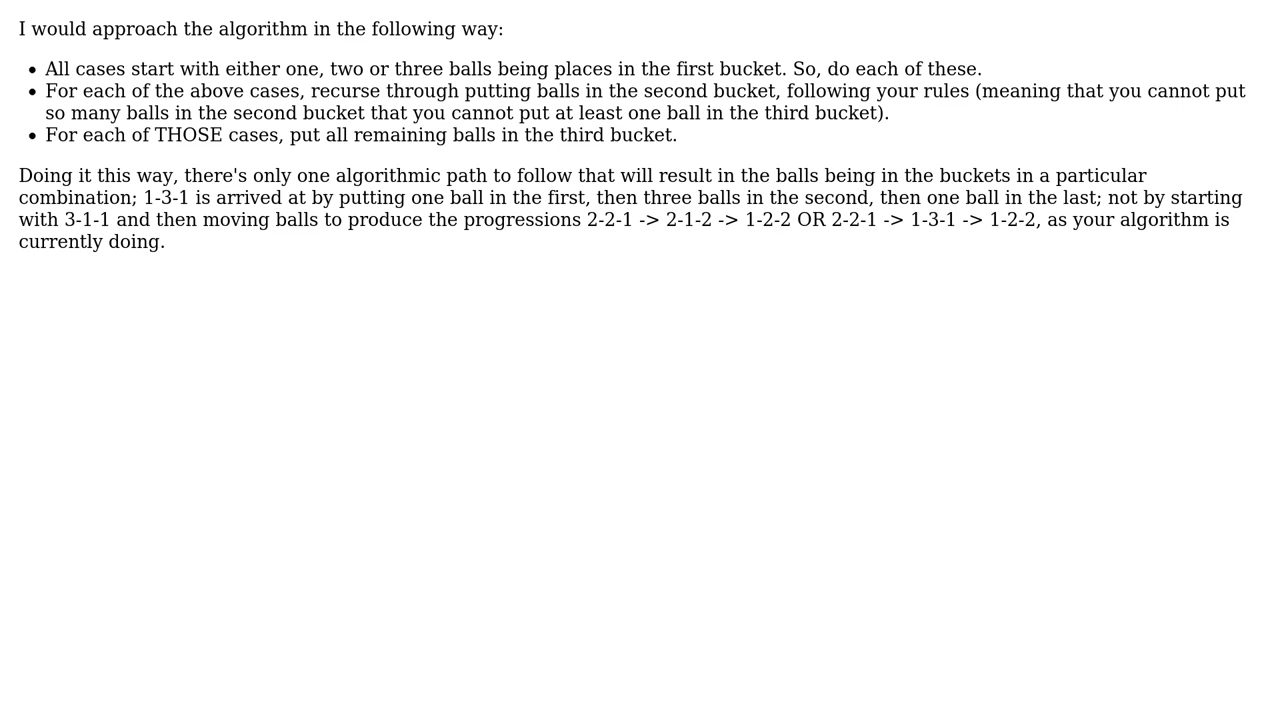 I would approach the algorithm in the following way:
• All cases start with either one, two or three balls being places in the first bucket. So, do each of these.
• For each of the above cases, recurse through putting balls in the second bucket, following your rules (meaning that you cannot put
so many balls in the second bucket that you cannot put at least one ball in the third bucket).
• For each of THOSE cases, put all remaining balls in the third bucket.
Doing it this way, there's only one algorithmic path to follow that will result in the balls being in the buckets in a particular
combination; 1-3-1 is arrived at by putting one ball in the first, then three balls in the second, then one ball in the last; not by starting
with 3-1-1 and then moving balls to produce the progressions 2-2-1 -> 2-1-2 -> 1-2-2 OR 2-2-1 -> 1-3-1 -> 1-2-2, as your algorithm is
currently doing.